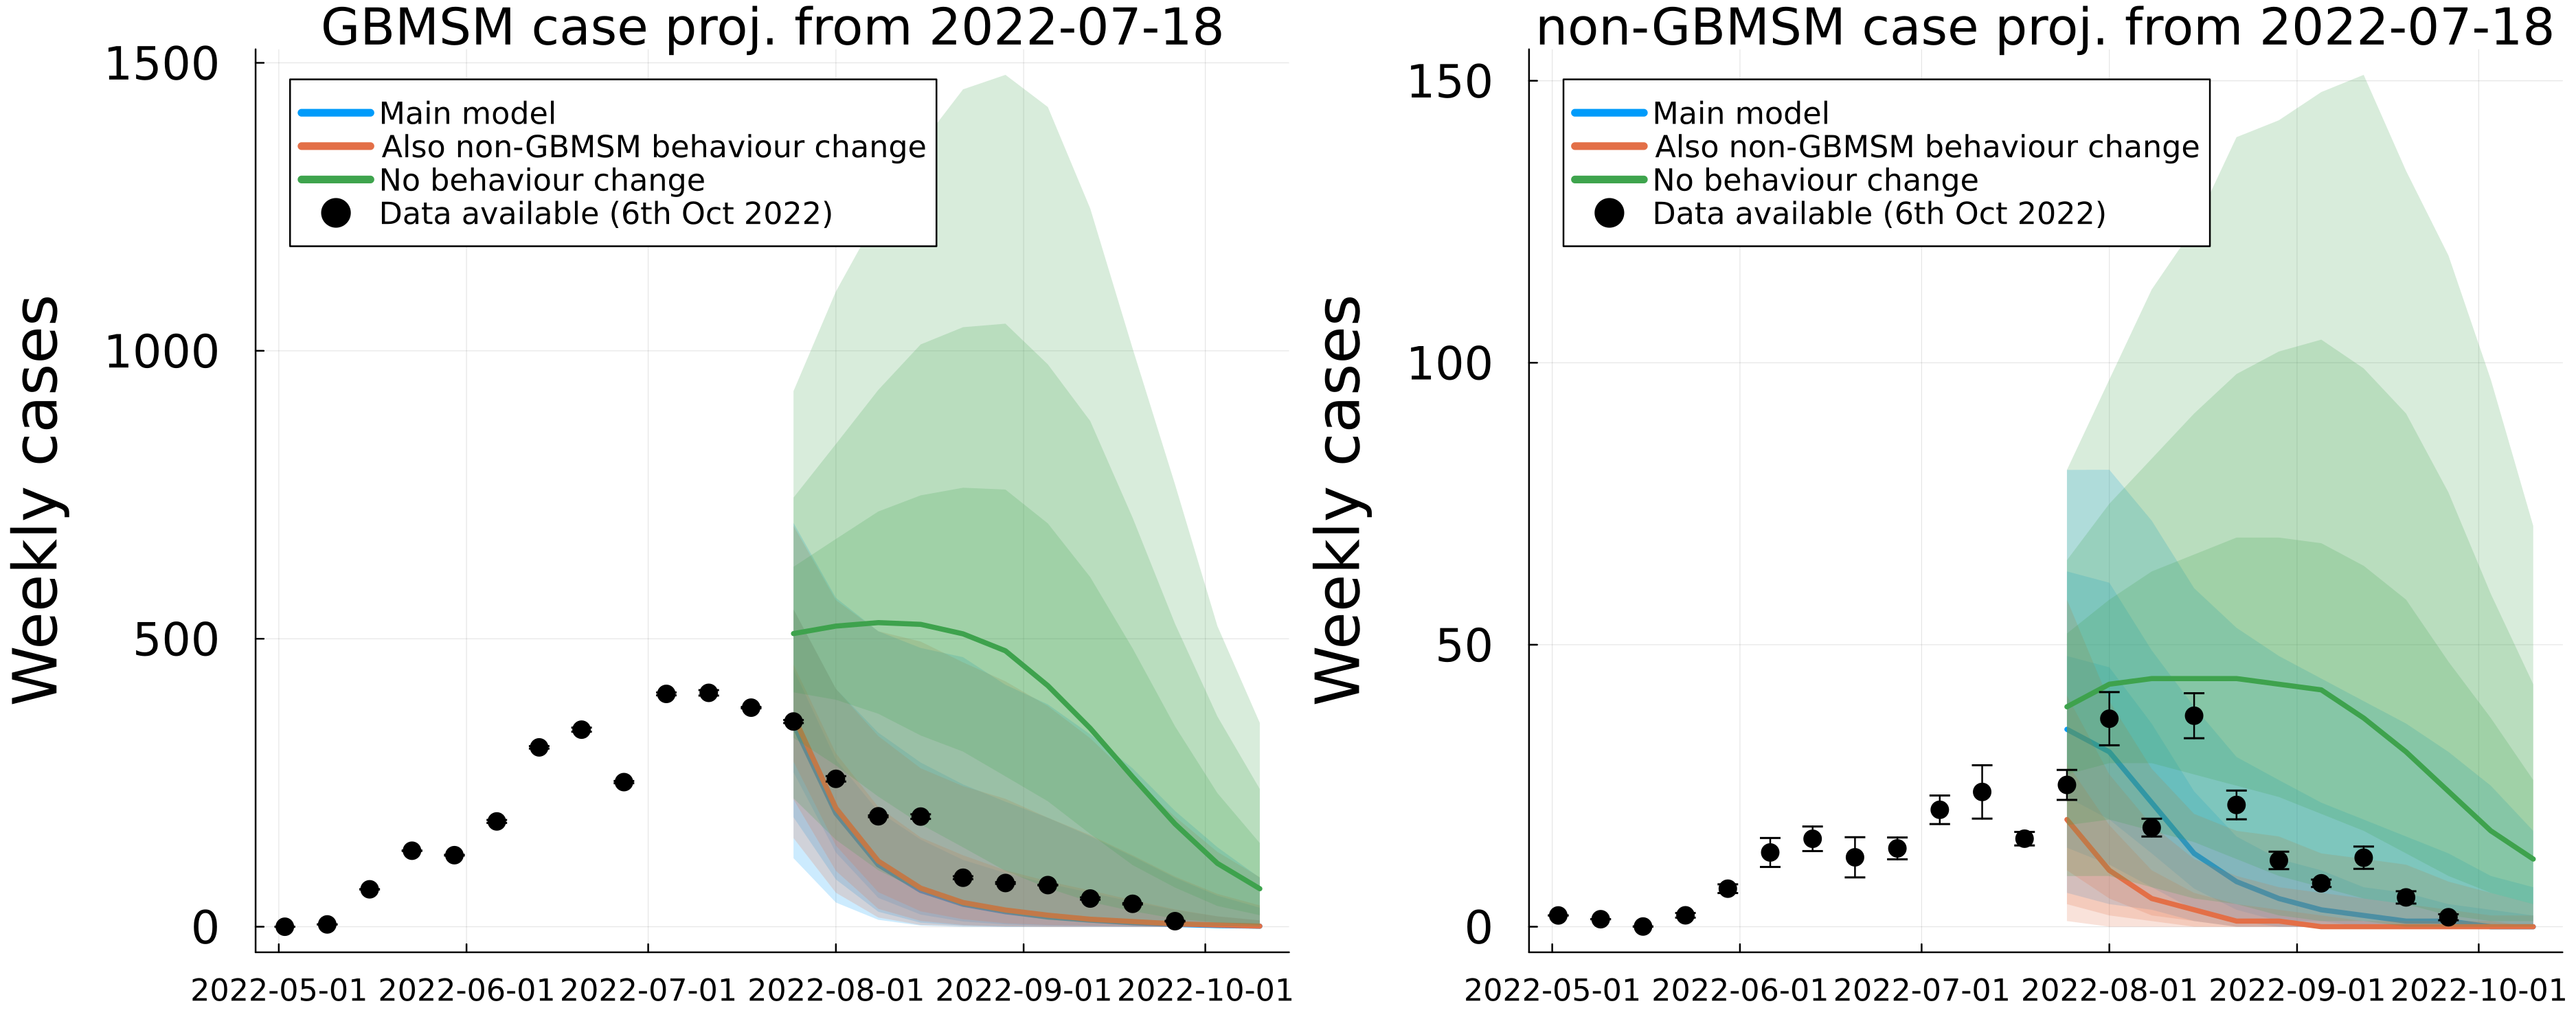 GBMSM case proj. from 2022-07-18
Weekly cases
1500
1000
500
0
Main model
Also non-GBMSM behaviour change
No behaviour change
Data available (6th Oct 2022)
2022-05-01 2022-06-01 2022-07-01 2022-08-01 2022-09-01 2022-10-01
non-GBMSM case proj. from 2022-07-18
Weekly cases
150
100
50
0
Main model
Also non-GBMSM behaviour change
No behaviour change
Data available (6th Oct 2022)
2022-05-01 2022-06-01 2022-07-01 2022-08-01 2022-09-01 2022-10-01